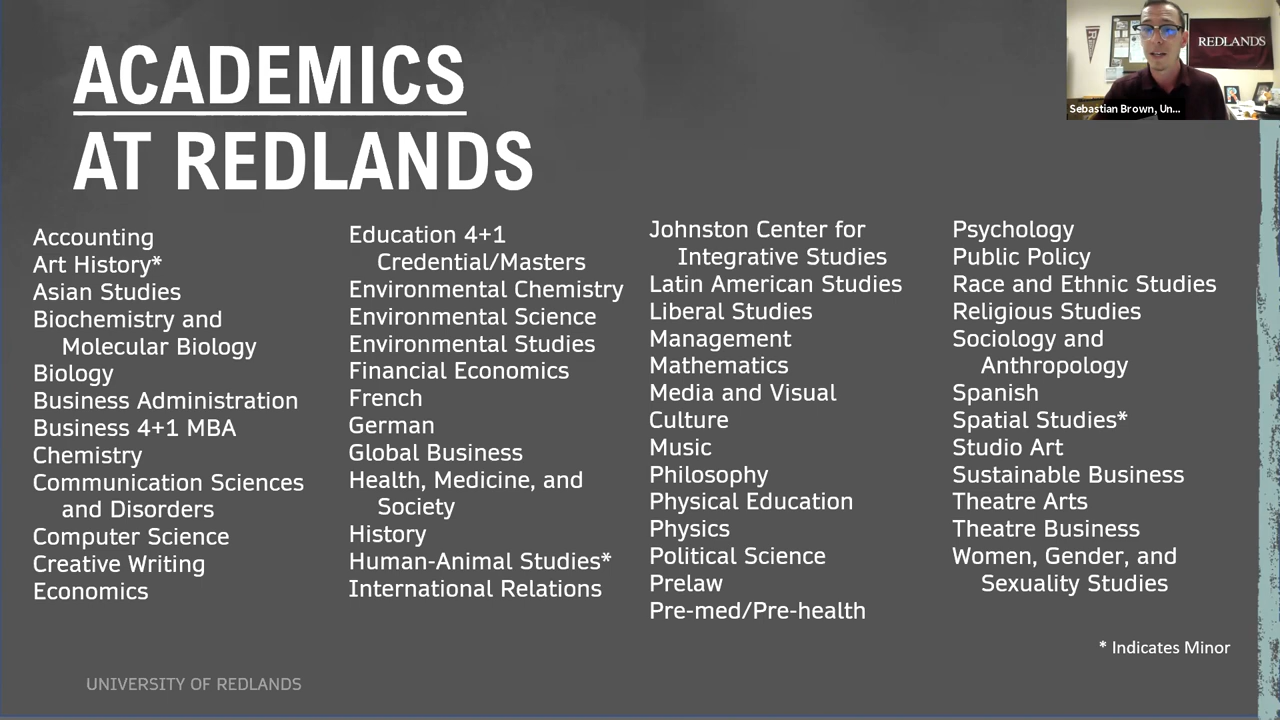 ACADEMICS
AT REDLANDS
REDLANDS
Sebastian Brown, Un...
Accounting
Art History*
Asian Studies
Biochemistry and
Molecular Biology
Biology
Business Administration
Business 4+1 MBA
Chemistry
Communication Sciences
and Disorders
Computer Science
Creative Writing
Economics
Education 4+1
Credential/Masters
Environmental Chemistry
Environmental Science
Environmental Studies
Financial Economics
French
German
Global Business
Health, Medicine, and
Society
History
Human-Animal Studies*
International Relations
Johnston Center for
Integrative Studies
Latin American Studies
Liberal Studies
Management
Mathematics
Media and Visual
Culture
Music
Philosophy
Physical Education
Physics
Political Science
Prelaw
Pre-med/Pre-health
Psychology
Public Policy
Race and Ethnic Studies
Religious Studies
Sociology and
Anthropology
Spanish
Spatial Studies*
Studio Art
Sustainable Business
Theatre Arts
Theatre Business
Women, Gender, and
Sexuality Studies
* Indicates Minor
UNIVERSITY OF REDLANDS